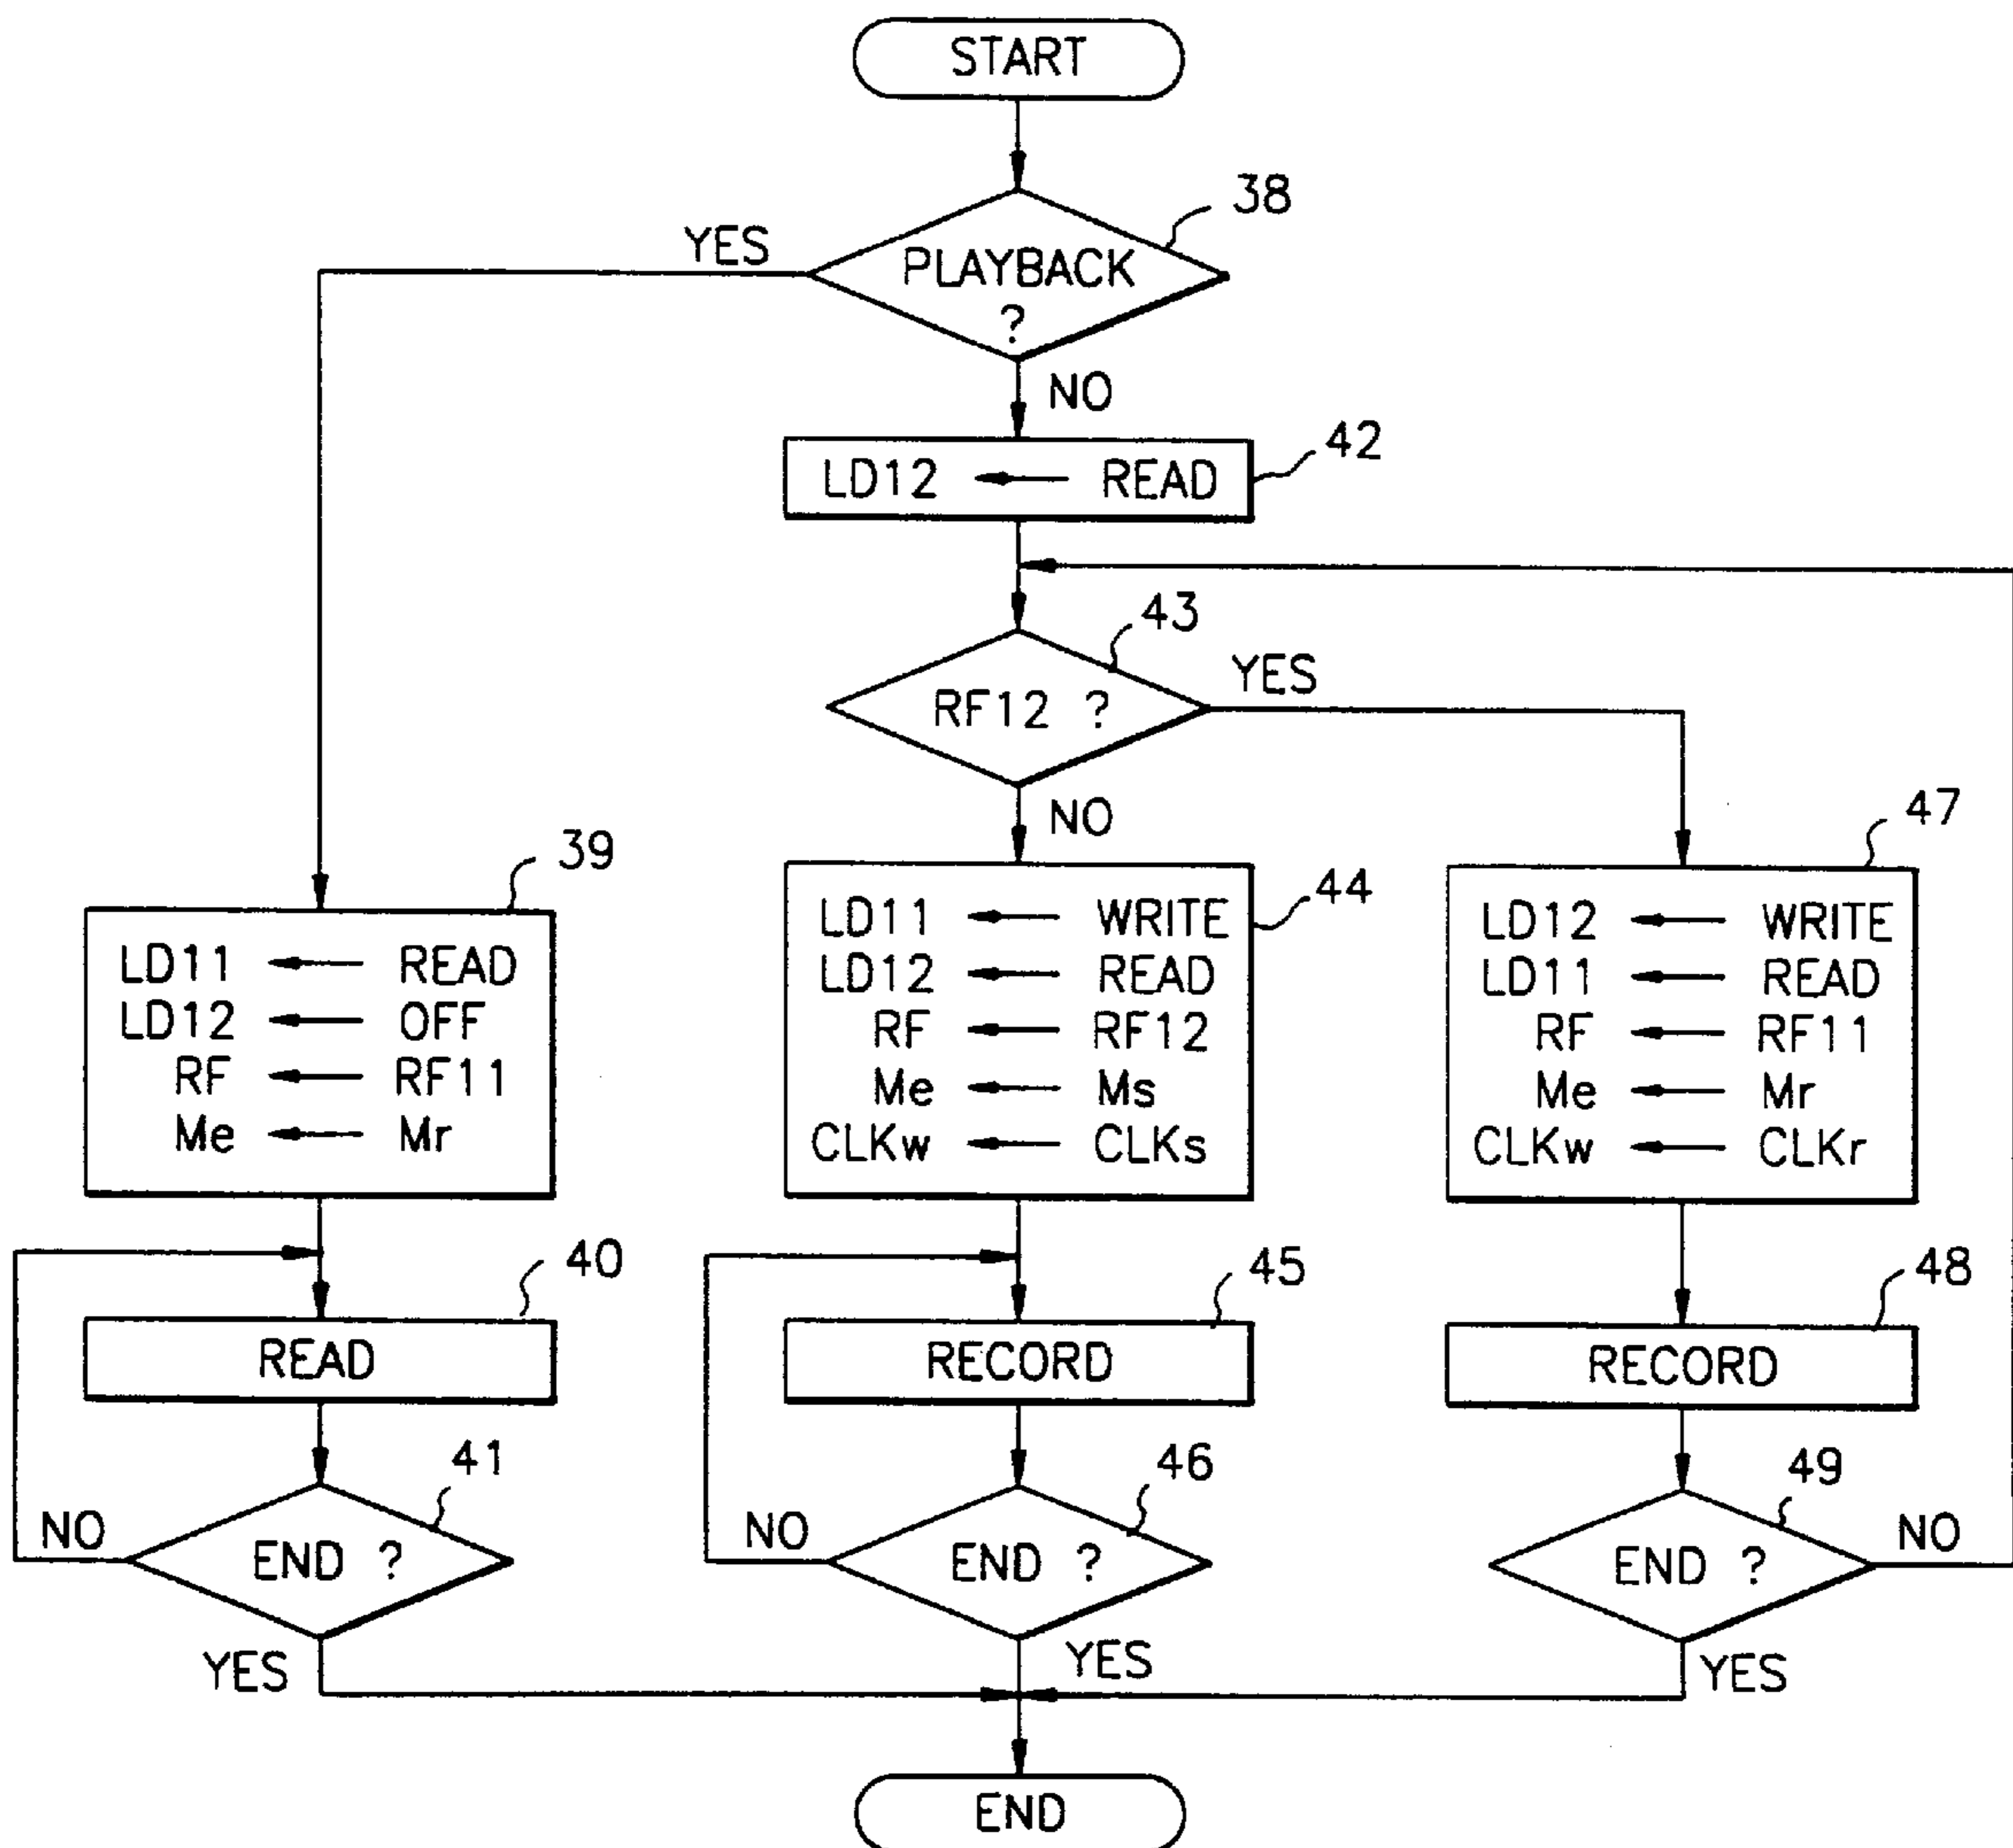 START
38
YES
PLAYBACK
?
NO
42
LD12 ← READ
43
YES
RF12 ?
NO
39
LD11 ← READ
LD12 ← OFF
RF ← RF11
Me ← Mr
44
LD11 ← WRITE
LD12 ← READ
RF ← RF12
Me ← Ms
CLKw ← CLKs
47
LD12 ← WRITE
LD11 ← READ
RF ← RF11
Me ← Mr
CLKw ← CLKr
40
READ
45
RECORD
48
RECORD
41
NO
END ?
YES
46
NO
END ?
YES
49
NO
END ?
YES
END